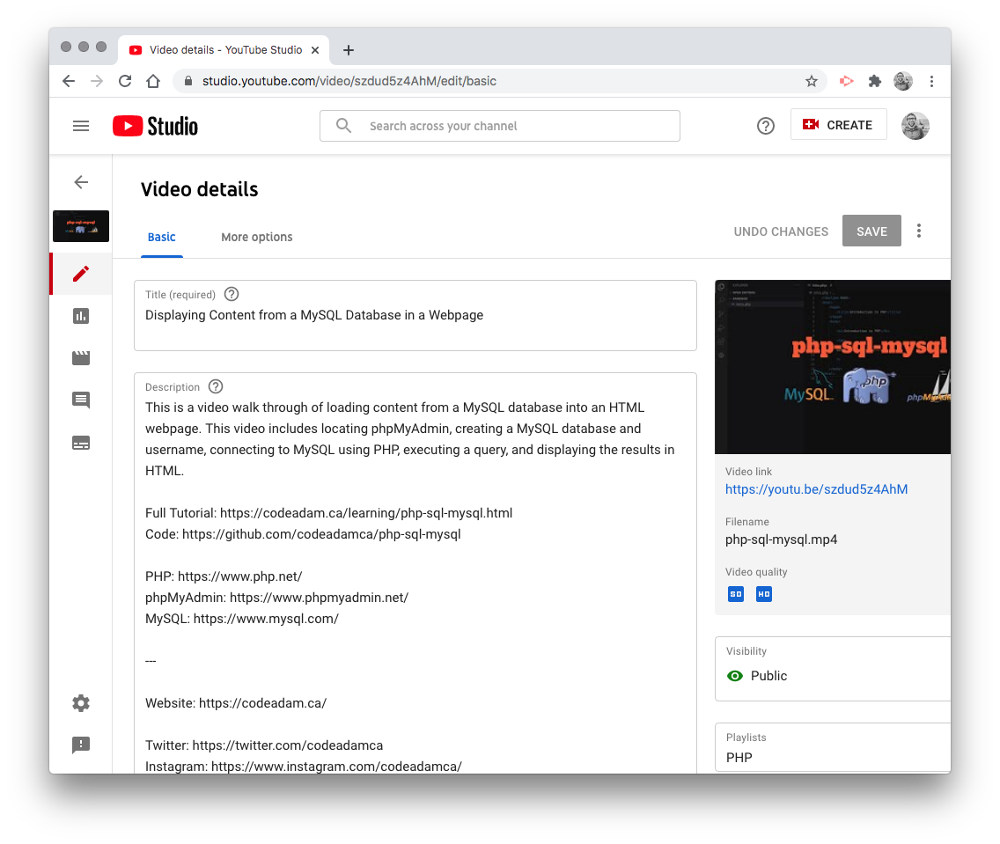 Video details - YouTube Studio
studio.youtube.com/video/szdud5z4AhM/edit/basic
Studio
Search across your channel
CREATE
Video details
Basic
More options
UNDO CHANGES
SAVE
Title (required)
Displaying Content from a MySQL Database in a Webpage
Description
This is a video walk through of loading content from a MySQL database into an HTML
webpage. This video includes locating phpMyAdmin, creating a MySQL database and
username, connecting to MySQL using PHP, executing a query, and displaying the results in
HTML.
Full Tutorial: https://codeadam.ca/learning/php-sql-mysql.html
Code: https://github.com/codeadamca/php-sql-mysql
PHP: https://www.php.net/
phpMyAdmin: https://www.phpmyadmin.net/
MySQL: https://www.mysql.com/
---
Website: https://codeadam.ca/
Twitter: https://twitter.com/codeadamca
Instagram: https://www.instagram.com/codeadamca/
php-sql-mysql
MySQL
php
Video link
https://youtu.be/szdud5z4AhM
Filename
php-sql-mysql.mp4
Video quality
SD HD
Visibility
Public
Playlists
PHP